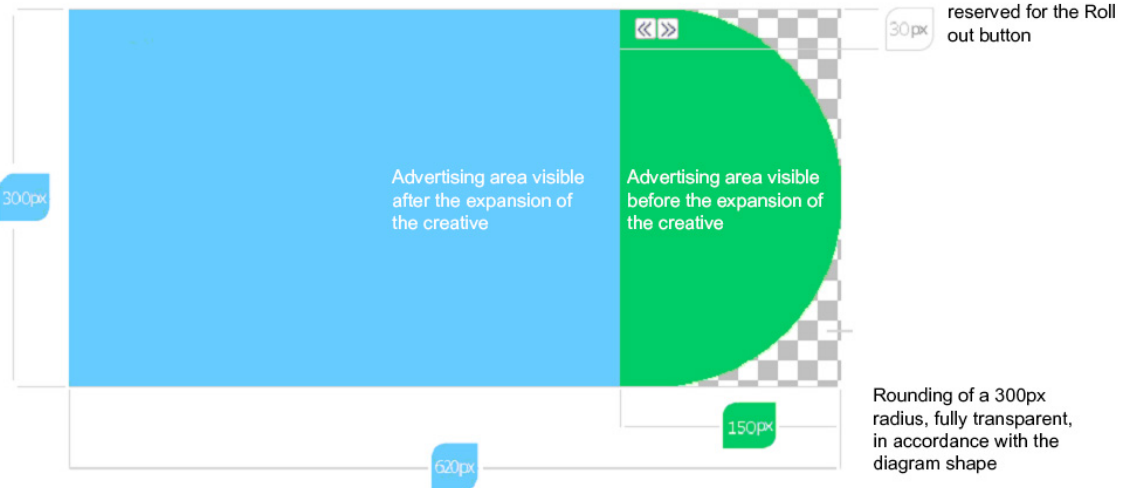 reserved for the Roll
out button
30px
300px
Advertising area visible
after the expansion of
the creative
Advertising area visible
before the expansion of
the creative
Rounding of a 300px
radius, fully transparent,
in accordance with the
diagram shape
150px
620px